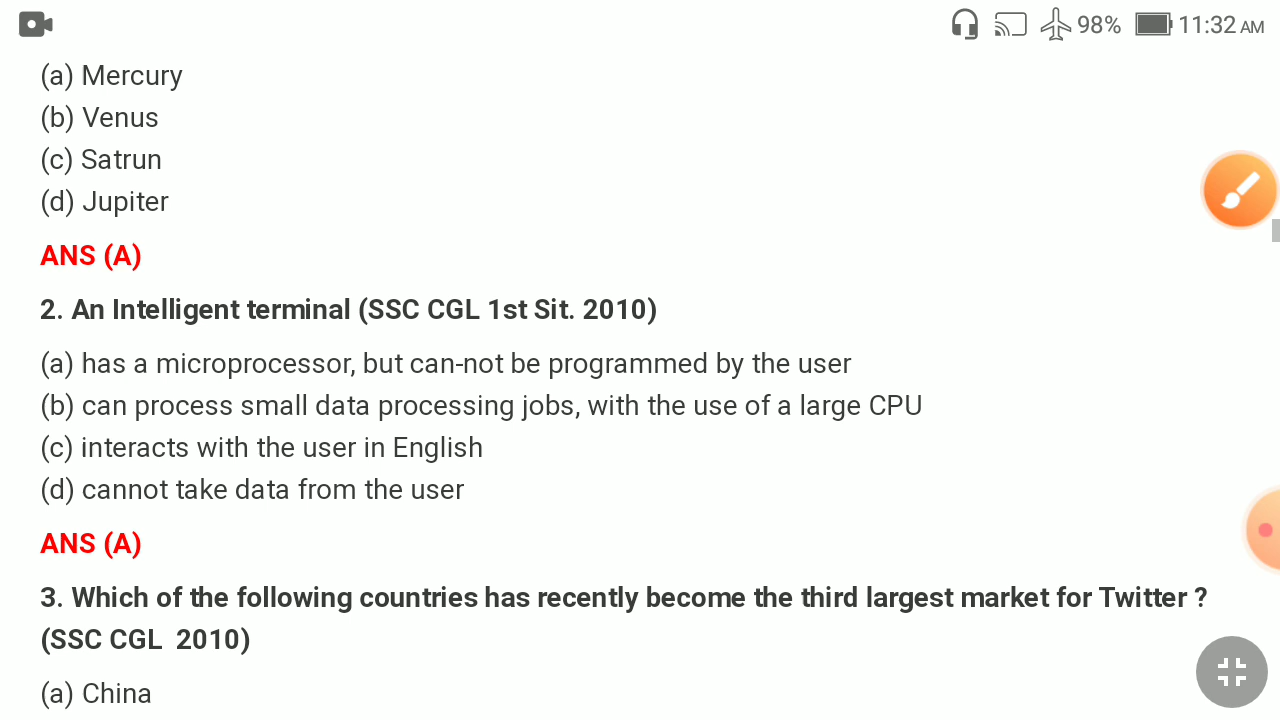 98% 11:32 AM
(a) Mercury
(b) Venus
(c) Satrun
(d) Jupiter
ANS (A)
2. An Intelligent terminal (SSC CGL 1st Sit. 2010)
(a) has a microprocessor, but can-not be programmed by the user
(b) can process small data processing jobs, with the use of a large CPU
(c) interacts with the user in English
(d) cannot take data from the user
ANS (A)
3. Which of the following countries has recently become the third largest market for Twitter ?
(SSC CGL  2010)
(a) China